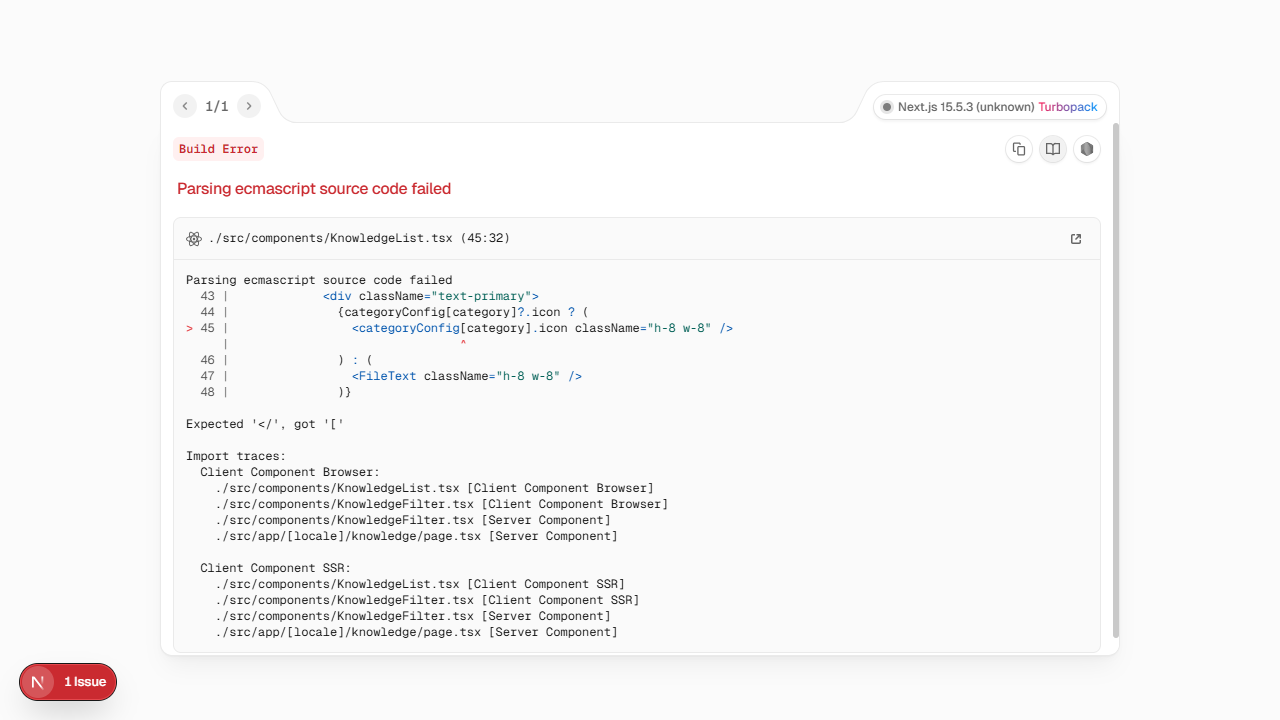 1/1
Next.js 15.5.3 (unknown) Turbopack
Build Error
Parsing ecmascript source code failed
./src/components/KnowledgeList.tsx (45:32)
Parsing ecmascript source code failed
  43 |             <div className="text-primary">
  44 |               {categoryConfig[category]?.icon ? (
> 45 |                 <categoryConfig[category].icon className="h-8 w-8" />
     |                                ^
  46 |               ) : (
  47 |                 <FileText className="h-8 w-8" />
  48 |               )}
Expected '</', got '['
Import traces:
  Client Component Browser:
    ./src/components/KnowledgeList.tsx [Client Component Browser]
    ./src/components/KnowledgeFilter.tsx [Client Component Browser]
    ./src/components/KnowledgeFilter.tsx [Server Component]
    ./src/app/[locale]/knowledge/page.tsx [Server Component]
  Client Component SSR:
    ./src/components/KnowledgeList.tsx [Client Component SSR]
    ./src/components/KnowledgeFilter.tsx [Client Component SSR]
    ./src/components/KnowledgeFilter.tsx [Server Component]
    ./src/app/[locale]/knowledge/page.tsx [Server Component]
N 1 Issue